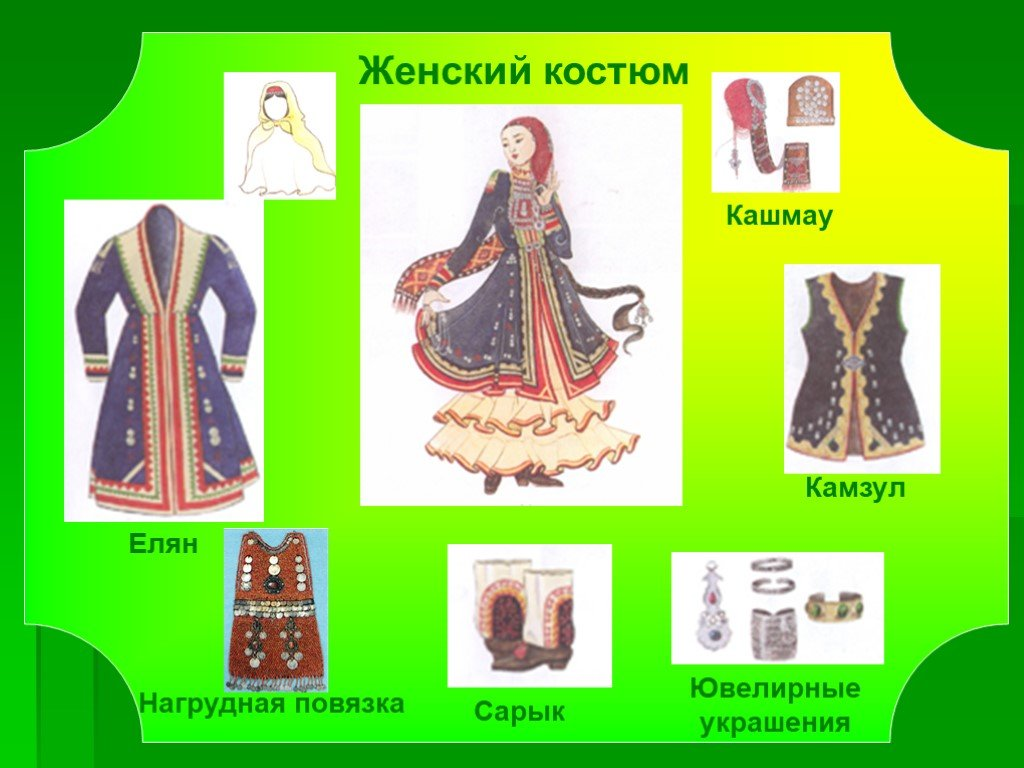 Женский костюм
Кашмау
Камзул
Елян
Нагрудная повязка
Сарык
Ювелирные
украшения